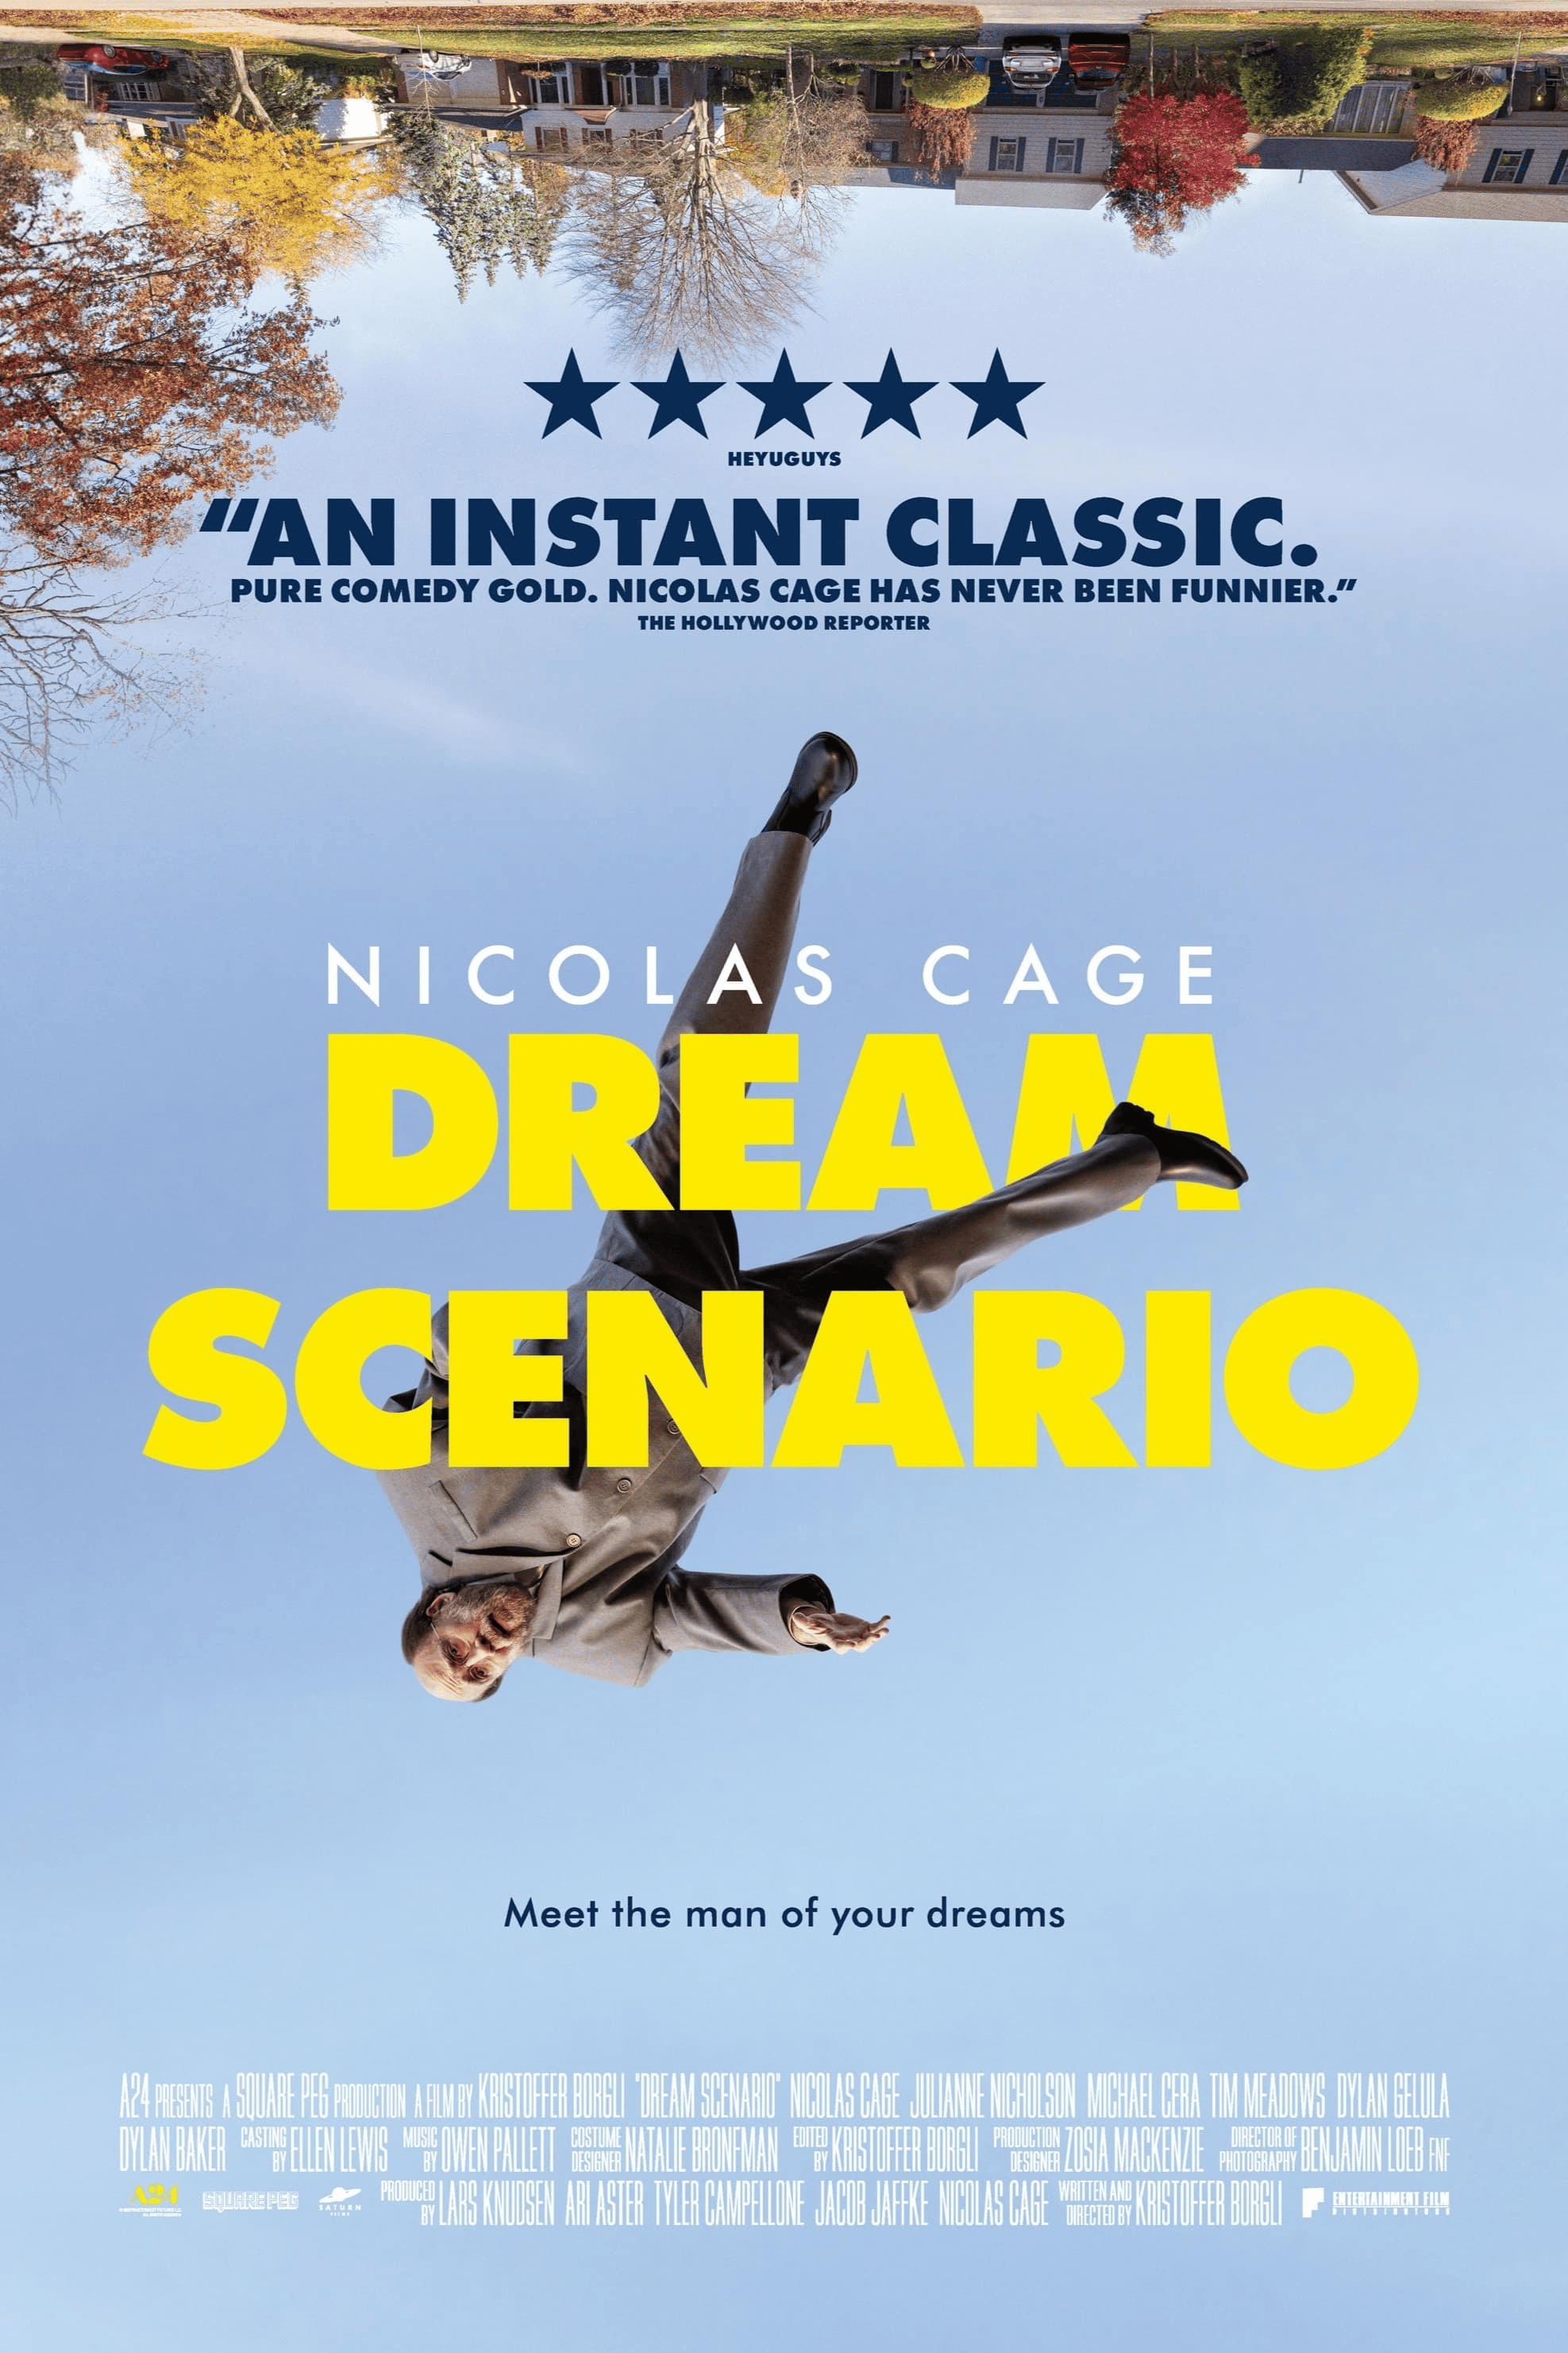 HEYUGUYS
“AN INSTANT CLASSIC.
PURE COMEDY GOLD. NICOLAS CAGE HAS NEVER BEEN FUNNIER.”
THE HOLLYWOOD REPORTER
NICOLAS CAGE
DREAM
SCENARIO
Meet the man of your dreams
A24 PRESENTS A SQUARE PEG PRODUCTION A FILM BY KRISTOFFER BORGLI "DREAM SCENARIO" NICOLAS CAGE JULIANNE NICHOLSON MICHAEL CERA TIM MEADOWS DYLAN GELULA
DYLAN BAKER CASTING BY ELLEN LEWIS MUSIC BY OWEN PALLETT COSTUME DESIGNER NATALIE BRONFMAN EDITED BY KRISTOFFER BORGLI PRODUCTION DESIGNER ZOSIA MACKENZIE DIRECTOR OF PHOTOGRAPHY BENJAMIN LOEB FNF
A24 SQUARE PEG SATURN FILMS PRODUCED BY LARS KNUDSEN ARI ASTER TYLER CAMPELLONE JACOB JAFFKE NICOLAS CAGE WRITTEN AND DIRECTED BY KRISTOFFER BORGLI ENTERTAINMENT FILM DISTRIBUTORS